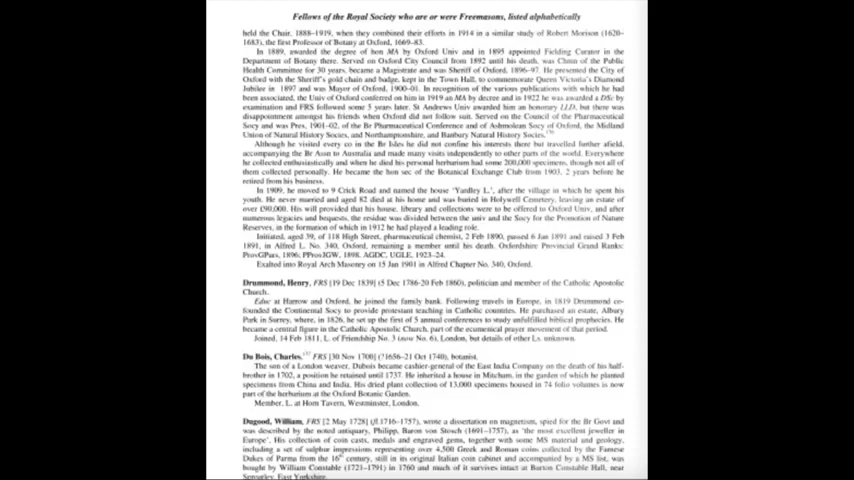 Fellows of the Royal Society who are or were Freemasons, listed alphabetically
held the Chair, 1888–1919, when they combined their efforts in 1914 in a similar study of Robert Morison (1620–
1683), the first Professor of Botany at Oxford, 1669–83.
In 1889, awarded the degree of hon MA by Oxford Univ and in 1895 appointed Fielding Curator in the
Department of Botany there. Served on Oxford City Council from 1892 until his death, was Chmn of the Public
Health Committee for 30 years, became a Magistrate and was Sheriff of Oxford, 1896–97. He presented the City of
Oxford with the Sheriff's gold chain and badge, kept in the Town Hall, to commemorate Queen Victoria's Diamond
Jubilee in 1897 and was Mayor of Oxford, 1900–01. In recognition of the various publications with which he had
been associated, the Univ of Oxford conferred on him in 1919 an MA by decree and in 1922 he was awarded a DSc by
examination and FRS followed some 5 years later. St Andrews Univ awarded him an honorary LLD, but there was
disappointment amongst his friends when Oxford did not follow suit. Served on the Council of the Pharmaceutical
Socy and was Pres, 1901–02, of the Br Pharmaceutical Conference and of Ashmolean Socy of Oxford, the Midland
Union of Natural History Socies, and Northamptonshire, and Banbury Natural History Socies.
Although he visited every co in the Br Isles he did not confine his interests there but travelled further afield,
accompanying the Br Assn to Australia and made many visits independently to other parts of the world. Everywhere
he collected enthusiastically and when he died his personal herbarium had some 200,000 specimens, though not all of
them collected personally. He became the hon sec of the Botanical Exchange Club from 1903, 2 years before he
retired from his business.
In 1909, he moved to 9 Crick Road and named the house 'Yardley L.', after the village in which he spent his
youth. He never married and aged 82 died at his home and was buried in Holywell Cemetery, leaving an estate of
over £90,000. His will provided that his house, library and collections were to be offered to Oxford Univ, and after
numerous legacies and bequests, the residue was divided between the univ and the Socy for the Promotion of Nature
Reserves, in the formation of which in 1912 he had played a leading role.
Initiated, aged 39, of 118 High Street, pharmaceutical chemist, 2 Feb 1890, passed 6 Jan 1891 and raised 3 Feb
1891, in Alfred L. No. 340, Oxford, remaining a member until his death. Oxfordshire Provincial Grand Ranks:
ProvGPurs, 1896; PProvJGW, 1898. AGDC, UGLE, 1923–24.
Exalted into Royal Arch Masonry on 15 Jan 1901 in Alfred Chapter No. 340, Oxford.
Drummond, Henry, FRS [19 Dec 1839] (5 Dec 1786-20 Feb 1860), politician and member of the Catholic Apostolic
Church.
Educ at Harrow and Oxford, he joined the family bank. Following travels in Europe, in 1819 Drummond co-
founded the Continental Socy to provide protestant teaching in Catholic countries. He purchased an estate, Albury
Park in Surrey, where, in 1826, he set up the first of 5 annual conferences to study unfulfilled biblical prophecies. He
became a central figure in the Catholic Apostolic Church, part of the ecumenical prayer movement of that period.
Joined, 14 Feb 1811, L. of Friendship No. 3 (now No. 6), London, but details of other Ls. unknown.
Du Bois, Charles, FRS [30 Nov 1700] (?1656–21 Oct 1740), botanist.
The son of a London weaver, Dubois became cashier-general of the East India Company on the death of his half-
brother in 1702, a position he retained until 1737. He inherited a house in Mitcham, in the garden of which he planted
specimens from China and India. His dried plant collection of 13,000 specimens housed in 74 folio volumes is now
part of the herbarium at the Oxford Botanic Garden.
Member, L. at Horn Tavern, Westminster, London.
Dugood, William, FRS [2 May 1728] (fl.1716–1757), wrote a dissertation on magnetism, spied for the Br Govt and
was described by the noted antiquary, Philipp, Baron von Stosch (1691–1757), as 'the most excellent jeweller in
Europe'. His collection of coin casts, medals and engraved gems, together with some MS material and geology,
including a set of sulphur impressions representing over 4,500 Greek and Roman coins collected by the Farnese
Dukes of Parma from the 16th century, still in its original Italian coin cabinet and accompanied by a MS list, was
bought by William Constable (1721–1791) in 1760 and much of it survives intact at Burton Constable Hall, near
Sproatley, East Yorkshire.